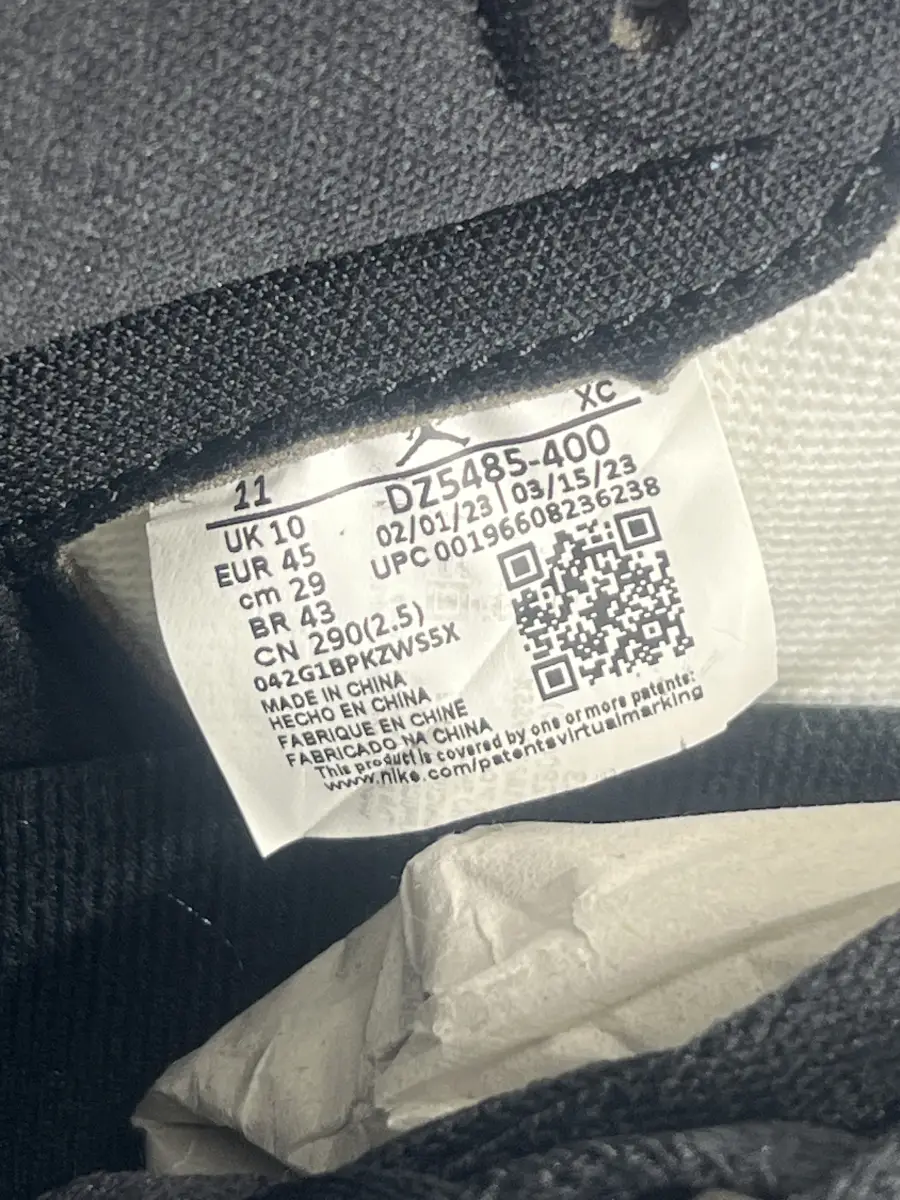 11
XC
UK 10
EUR 45
cm 29
BR 43
CN 290(2.5)
042G1BPKZWS5X
DZ5485-400
02/01/23 | 03/15/23
UPC 00196608236238
MADE IN CHINA
HECHO EN CHINA
FABRIQUE EN CHINE
FABRICADO NA CHINA
This product is covered by one or more patents:
www.nike.com/patentsvirtualmarking